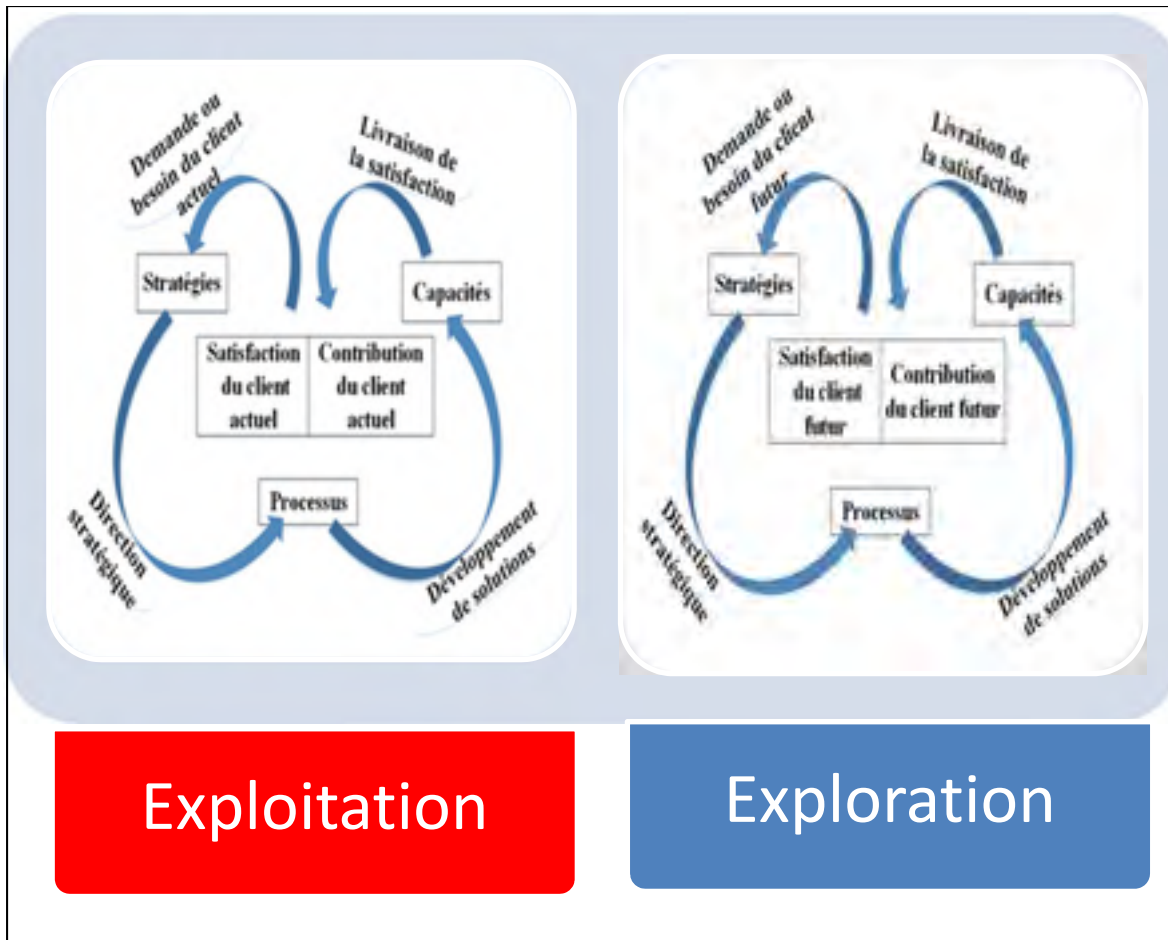 Demande ou
besoin du client
actuel
Livraison de
la satisfaction
Stratégies
Capacités
Satisfaction
du client
actuel
Contribution
du client
actuel
Processus
Direction
stratégique
Développement
de solutions
Demande ou
besoin du client
futur
Livraison de
la satisfaction
Stratégies
Capacités
Satisfaction
du client
futur
Contribution
du client futur
Processus
Direction
stratégique
Développement
de solutions
Exploitation
Exploration